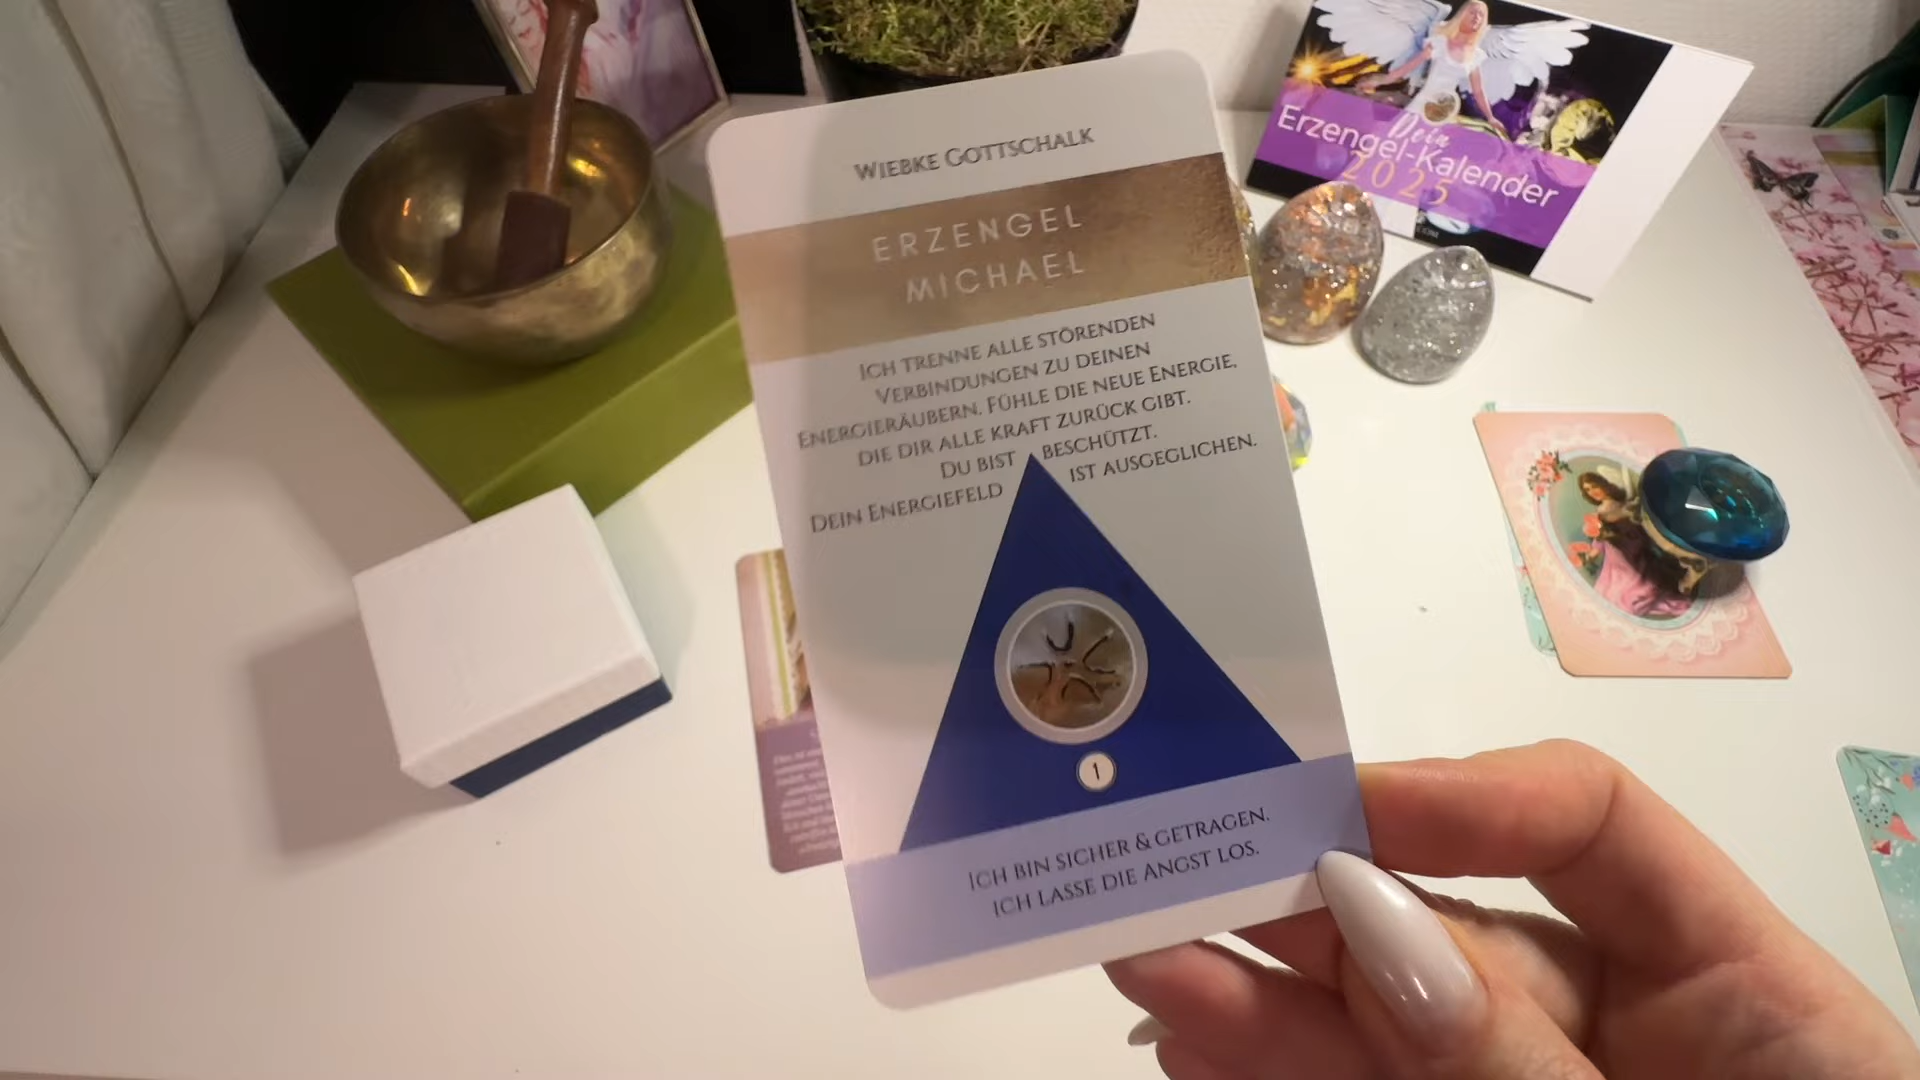 Wiebke Gottschalk
ERZENGEL
MICHAEL
Ich trenne alle störenden
Verbindungen zu deinen
Energieräubern. Fühle die neue Energie,
die dir alle Kraft zurück gibt.
Du bist beschützt.
Dein Energiefeld ist ausgeglichen.
1
Ich bin sicher & getragen.
Ich lasse die Angst los.
Dein
Erzengel-Kalender
2025